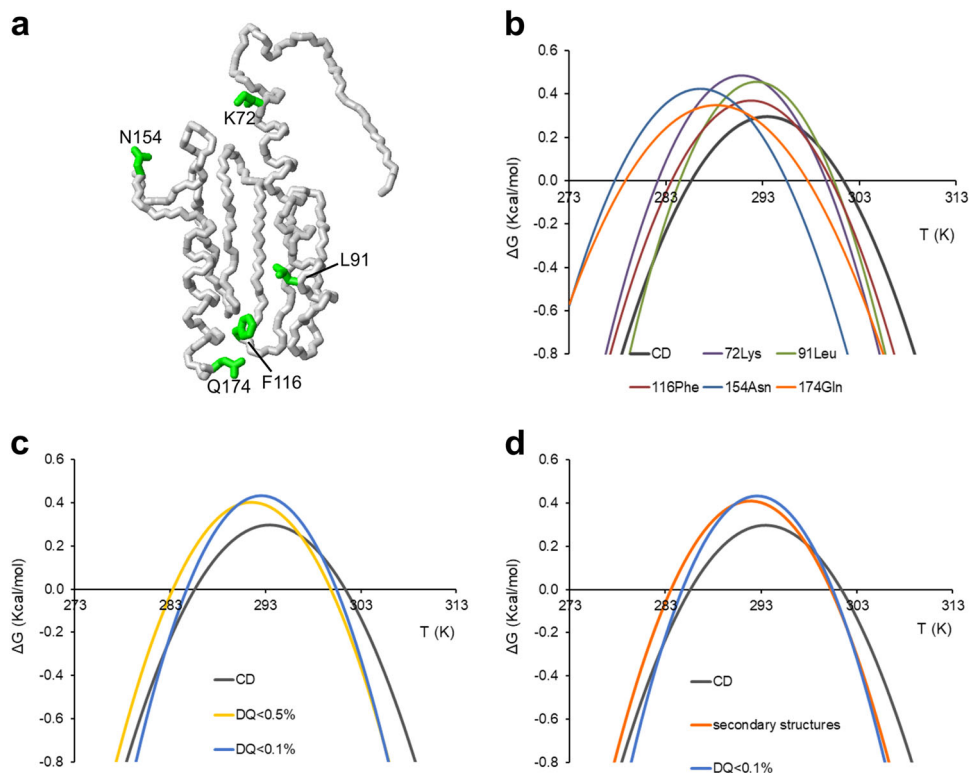 a
K72
N154
L91
F116
Q174
b
0.6
0.4
0.2
0.0
-0.2
-0.4
-0.6
-0.8
273
283
293
303
313
T (K)
ΔG (Kcal/mol)
CD
72Lys
91Leu
116Phe
154Asn
174Gln
c
0.6
0.4
0.2
0.0
-0.2
-0.4
-0.6
-0.8
273
283
293
303
313
T (K)
ΔG (Kcal/mol)
CD
DQ<0.5%
DQ<0.1%
d
0.6
0.4
0.2
0.0
-0.2
-0.4
-0.6
-0.8
273
283
293
303
313
T (K)
ΔG (Kcal/mol)
CD
secondary structures
DQ<0.1%